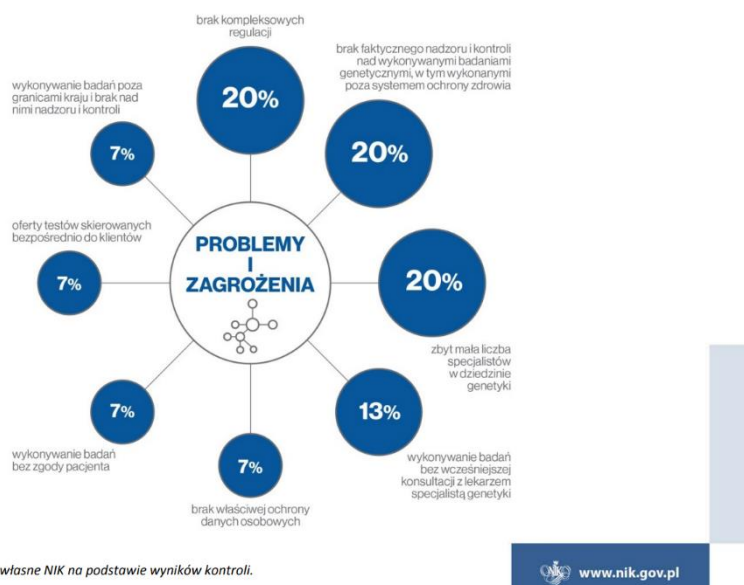 brak kompleksowych
regulacji
20%
brak faktycznego nadzoru i kontroli
nad wykonywanymi badaniami
genetycznymi, w tym wykonanymi
poza systemem ochrony zdrowia
20%
20%
zbyt mała liczba
specjalistów
w dziedzinie
genetyki
13%
wykonywanie badań
bez wcześniejszej
konsultacji z lekarzem
specjalistą genetyki
7%
brak właściwej ochrony
danych osobowych
7%
wykonywanie badań
bez zgody pacjenta
oferty testów skierowanych
bezpośrednio do klientów
7%
wykonywanie badań poza
granicami kraju i brak nad
nimi nadzoru i kontroli
7%
PROBLEMY
I
ZAGROŻENIA
własne NIK na podstawie wyników kontroli.
NIK
www.nik.gov.pl